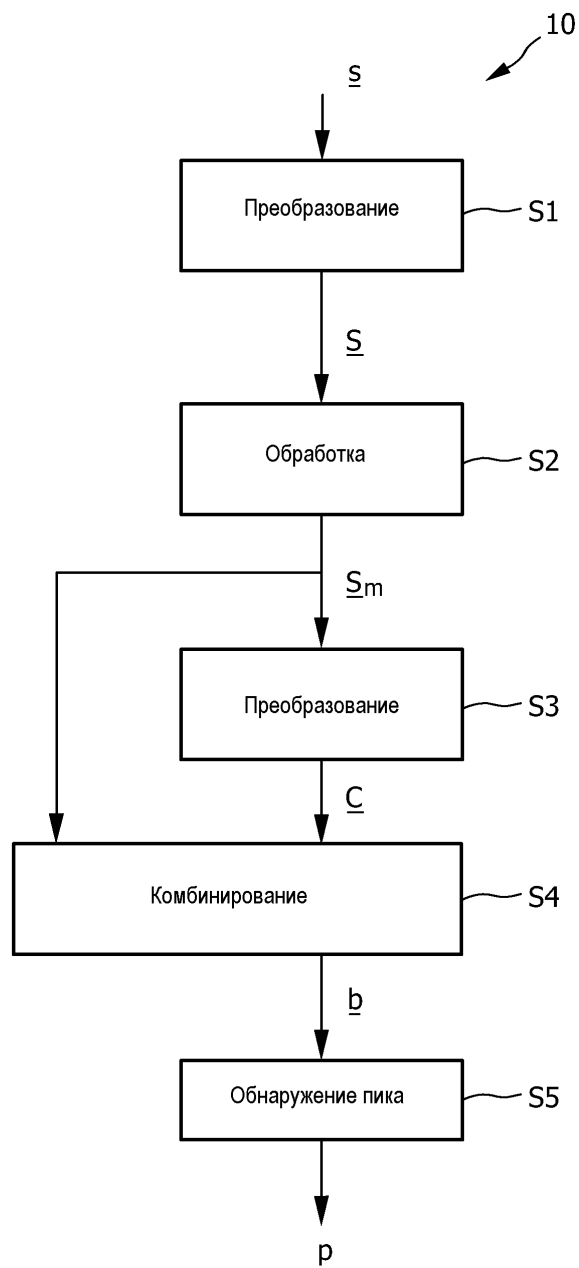 10
s
Преобразование
S1
S
Обработка
S2
Sm
Преобразование
S3
C
Комбинирование
S4
b
Обнаружение пика
S5
p